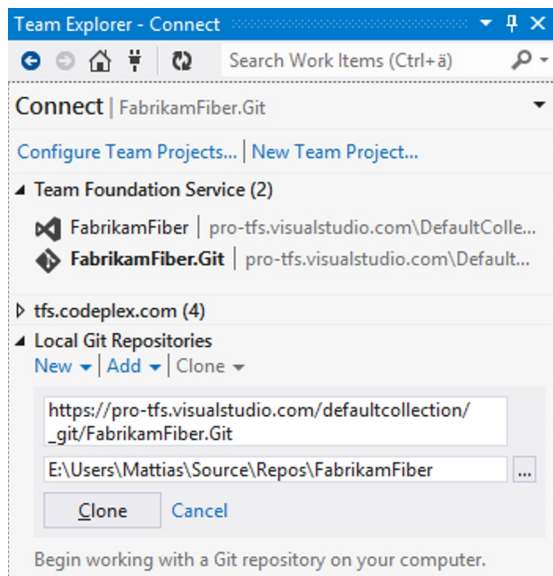 Team Explorer - Connect
Search Work Items (Ctrl+ä)
Connect | FabrikamFiber.Git
Configure Team Projects... | New Team Project...
Team Foundation Service (2)
FabrikamFiber | pro-tfs.visualstudio.com\DefaultColle...
FabrikamFiber.Git | pro-tfs.visualstudio.com\Default...
tfs.codeplex.com (4)
Local Git Repositories
New | Add | Clone
https://pro-tfs.visualstudio.com/defaultcollection/
_git/FabrikamFiber.Git
E:\Users\Mattias\Source\Repos\FabrikamFiber ...
Clone Cancel
Begin working with a Git repository on your computer.